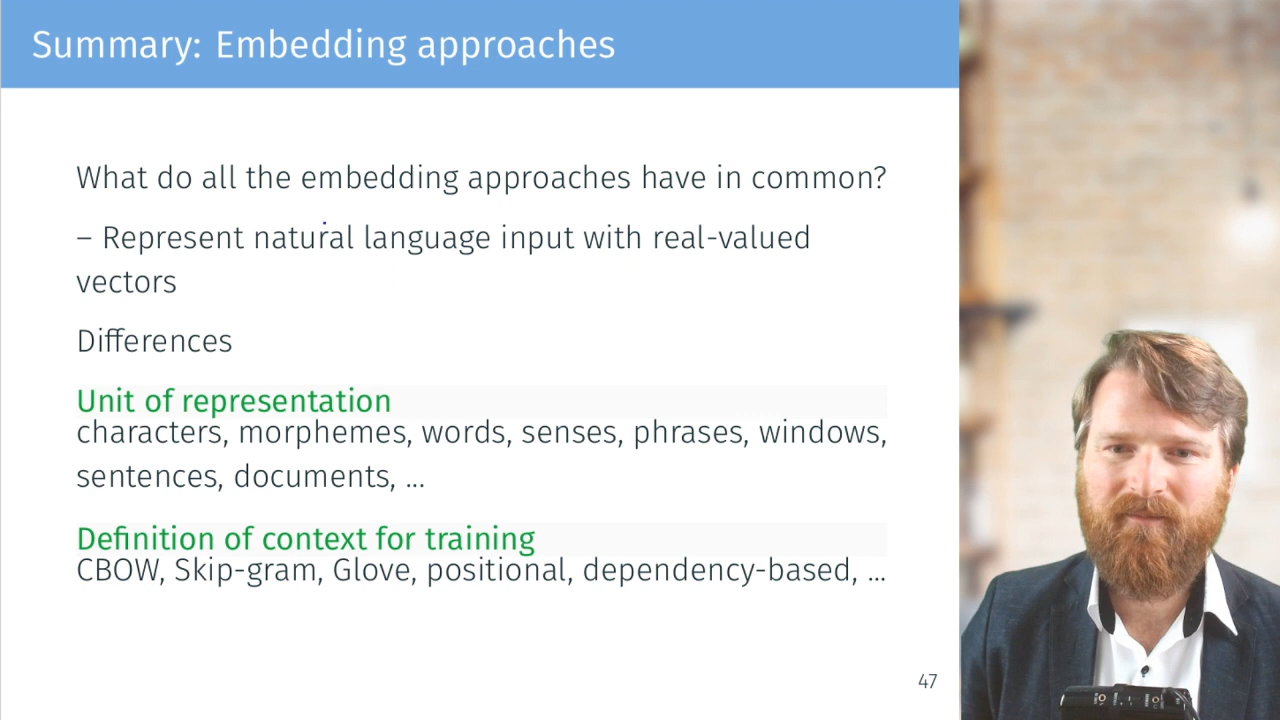 Summary: Embedding approaches
What do all the embedding approaches have in common?
– Represent natural language input with real-valued
vectors
Differences
Unit of representation
characters, morphemes, words, senses, phrases, windows,
sentences, documents, ...
Definition of context for training
CBOW, Skip-gram, Glove, positional, dependency-based, ...
47